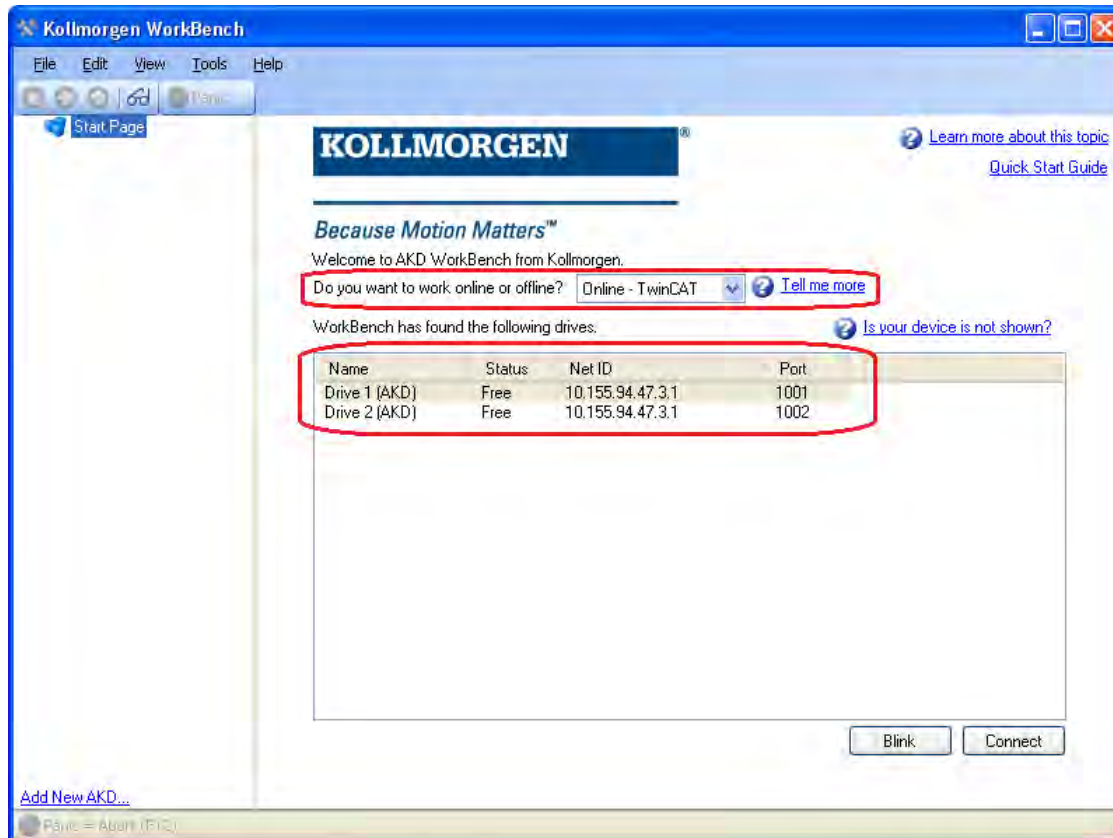 Kollmorgen WorkBench
File Edit View Tools Help
Panic
Start Page
KOLLMORGEN ®
Learn more about this topic
Quick Start Guide
Because Motion Matters™
Welcome to AKD WorkBench from Kollmorgen.
Do you want to work online or offline? Online - TwinCAT Tell me more
WorkBench has found the following drives. Is your device is not shown?
Name Status Net ID Port
Drive 1 (AKD) Free 10.155.94.47.3.1 1001
Drive 2 (AKD) Free 10.155.94.47.3.1 1002
Blink Connect
Add New AKD...
Panic = Abort (F12)